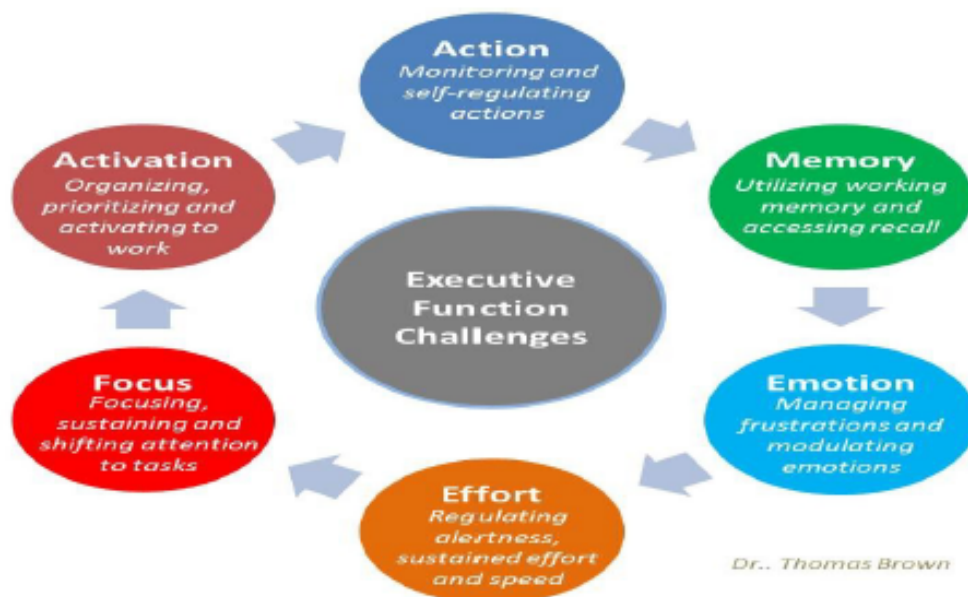 Action
Monitoring and
self-regulating
actions
Memory
Utilizing working
memory and
accessing recall
Emotion
Managing
frustrations and
modulating
emotions
Effort
Regulating
alertness,
sustained effort
and speed
Focus
Focusing,
sustaining and
shifting attention
to tasks
Activation
Organizing,
prioritizing and
activating to
work
Executive
Function
Challenges
Dr.. Thomas Brown